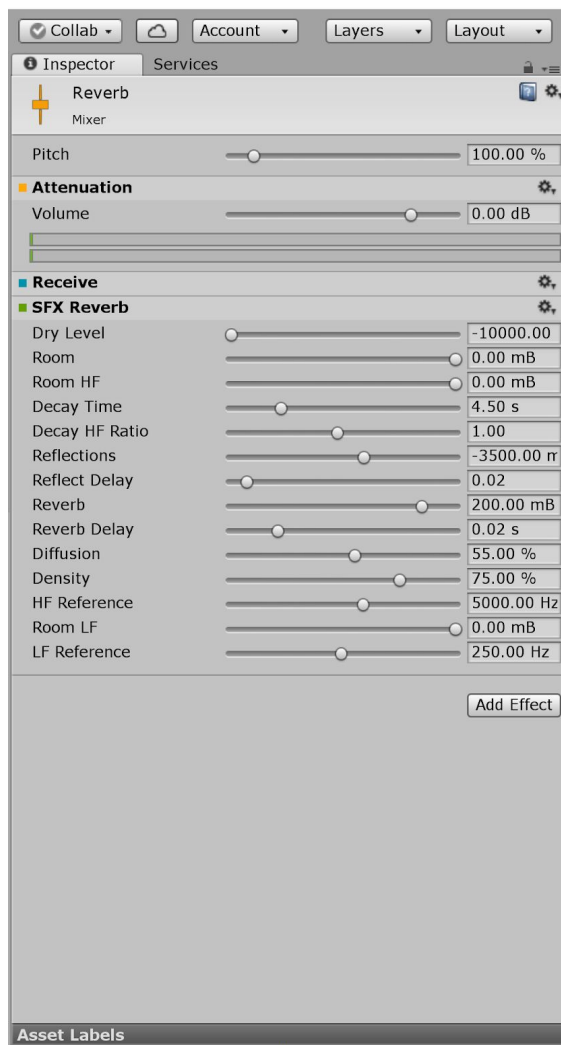 Collab Account Layers Layout
Inspector Services
Reverb
Mixer
Pitch 100.00 %
Attenuation
Volume 0.00 dB
Receive
SFX Reverb
Dry Level -10000.00
Room 0.00 mB
Room HF 0.00 mB
Decay Time 4.50 s
Decay HF Ratio 1.00
Reflections -3500.00 m
Reflect Delay 0.02
Reverb 200.00 mB
Reverb Delay 0.02 s
Diffusion 55.00 %
Density 75.00 %
HF Reference 5000.00 Hz
Room LF 0.00 mB
LF Reference 250.00 Hz
Add Effect
Asset Labels